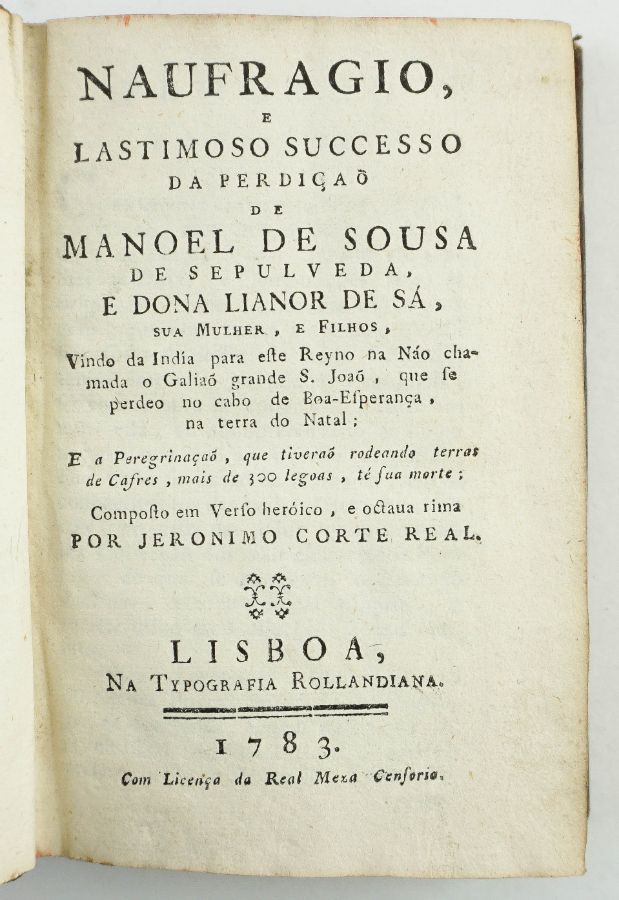 NAUFRAGIO,
E
LASTIMOSO SUCCESSO
DA PERDIÇAÕ
DE
MANOEL DE SOUSA
DE SEPULVEDA,
E DONA LIANOR DE SÁ,
SUA MULHER, E FILHOS,
Vindo da India para eſte Reyno na Náo cha-
mada o Galiaõ grande S. Joaõ, que ſe
perdeo no cabo de Boa-Eſperança,
na terra do Natal;
E a Peregrinaçaõ, que tiveraõ rodeando terras
de Cafres, mais de 300 legoas, té ſua morte;
Compoſto em Verſo heróico, e octaua rima
POR JERONIMO CORTE REAL.
LISBOA,
NA TYPOGRAFIA ROLLANDIANA.
1783.
Com Licença da Real Meza Cenſoria.